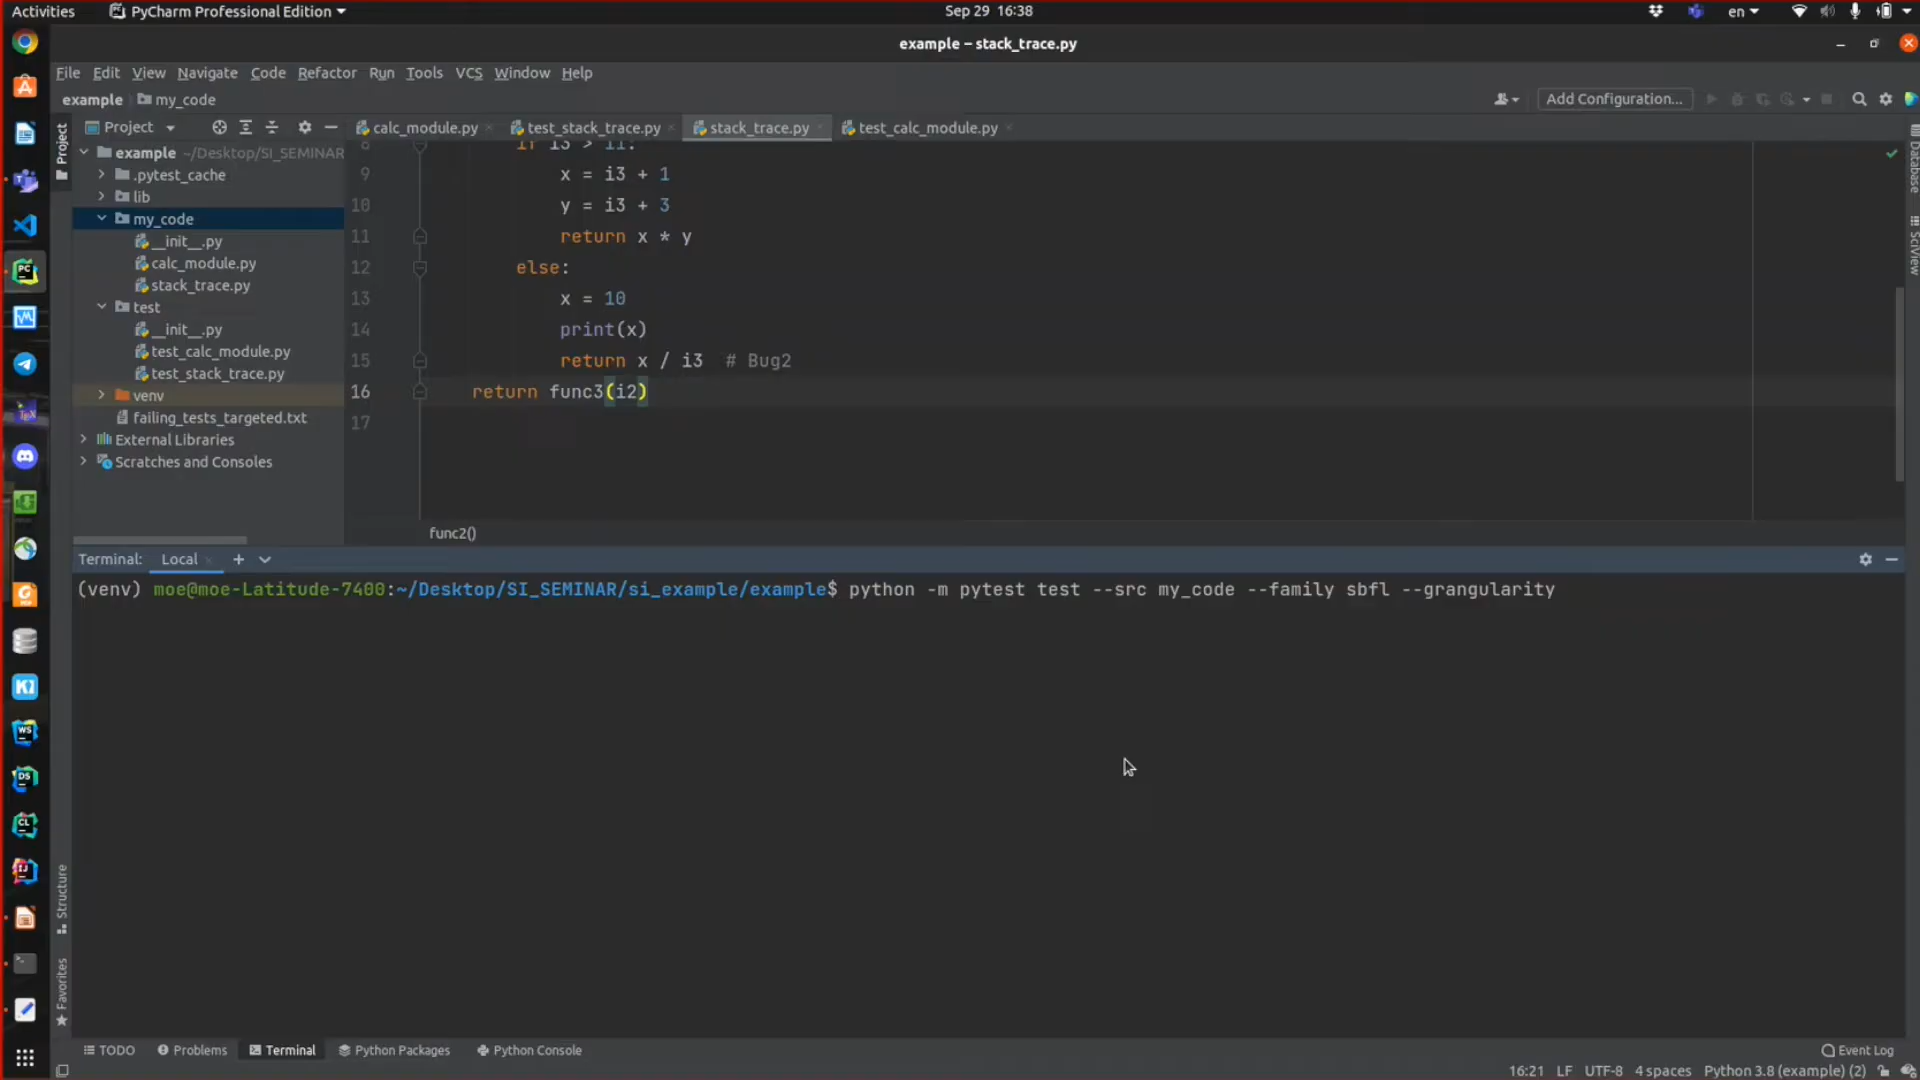 Activities PyCharm Professional Edition Sep 29 16:38 en
example – stack_trace.py
File Edit View Navigate Code Refactor Run Tools VCS Window Help
example my_code Add Configuration...
Project calc_module.py test_stack_trace.py stack_trace.py test_calc_module.py
Project
example ~/Desktop/SI_SEMINAR
.pytest_cache
lib
my_code
__init__.py
calc_module.py
stack_trace.py
test
__init__.py
test_calc_module.py
test_stack_trace.py
venv
failing_tests_targeted.txt
External Libraries
Scratches and Consoles
8 if i3 > 11:
9 x = i3 + 1
10 y = i3 + 3
11 return x * y
12 else:
13 x = 10
14 print(x)
15 return x / i3 # Bug2
16 return func3(i2)
17
func2()
Database
SciView
Terminal: Local
(venv) moe@moe-Latitude-7400:~/Desktop/SI_SEMINAR/si_example/example$ python -m pytest test --src my_code --family sbfl --grangularity
Structure
Favorites
TODO Problems Terminal Python Packages Python Console Event Log
16:21 LF UTF-8 4 spaces Python 3.8 (example) (2)